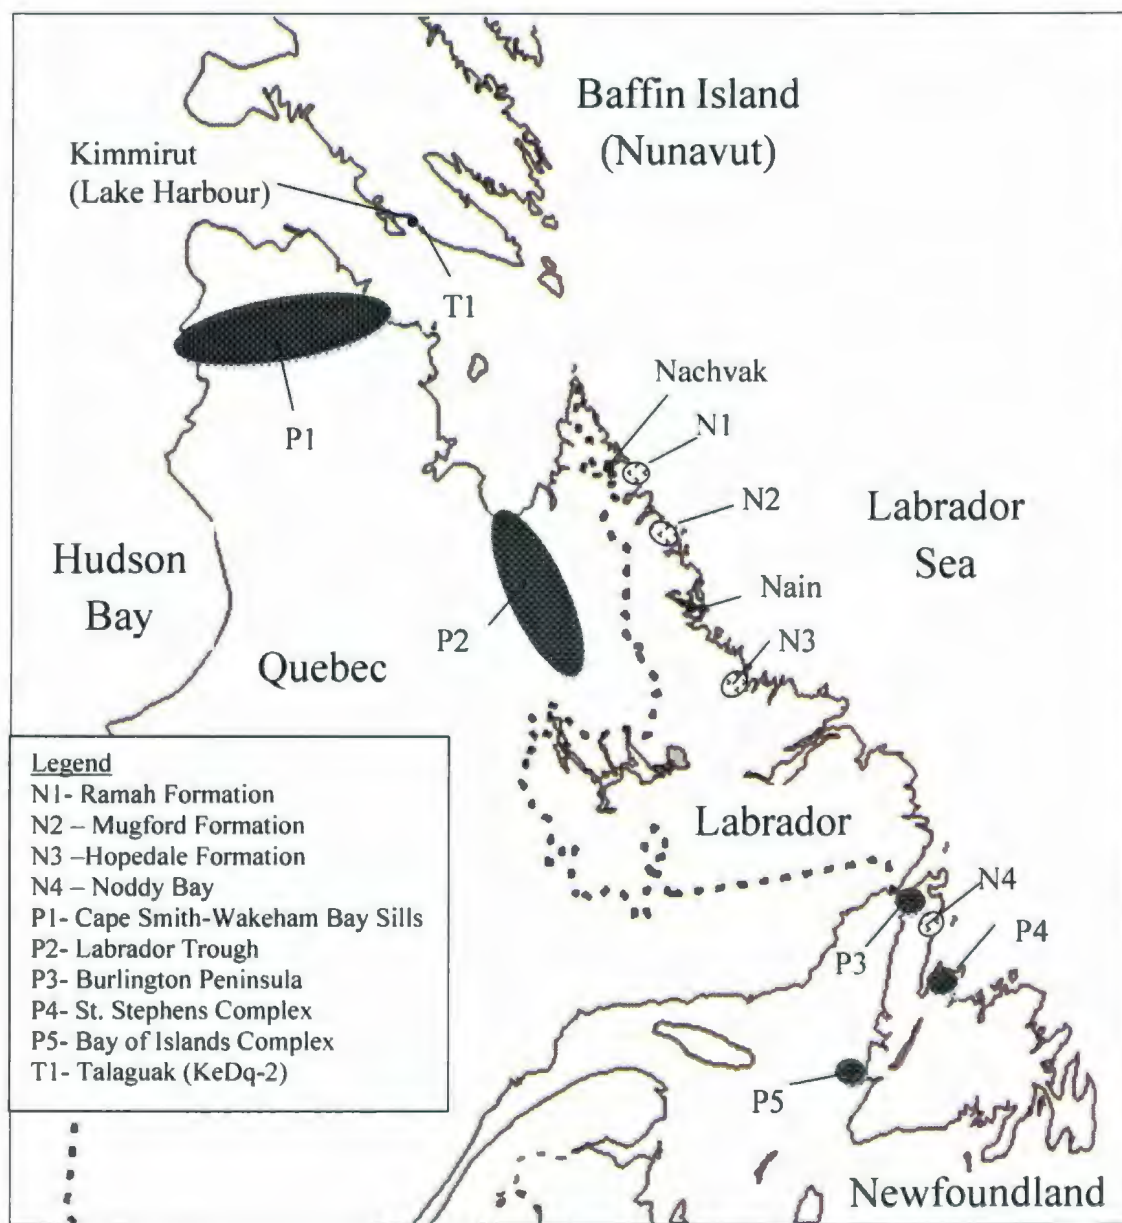 Baffin Island
(Nunavut)
Kimmirut
(Lake Harbour)
T1
Nachvak
P1
N1
N2
Labrador
Sea
Hudson
Bay
Nain
P2
N3
Quebec
Legend
N1- Ramah Formation
N2 – Mugford Formation
N3 –Hopedale Formation
N4 – Noddy Bay
P1- Cape Smith-Wakeham Bay Sills
P2- Labrador Trough
P3- Burlington Peninsula
P4- St. Stephens Complex
P5- Bay of Islands Complex
T1- Talaguak (KeDq-2)
Labrador
N4
P4
P3
P5
Newfoundland